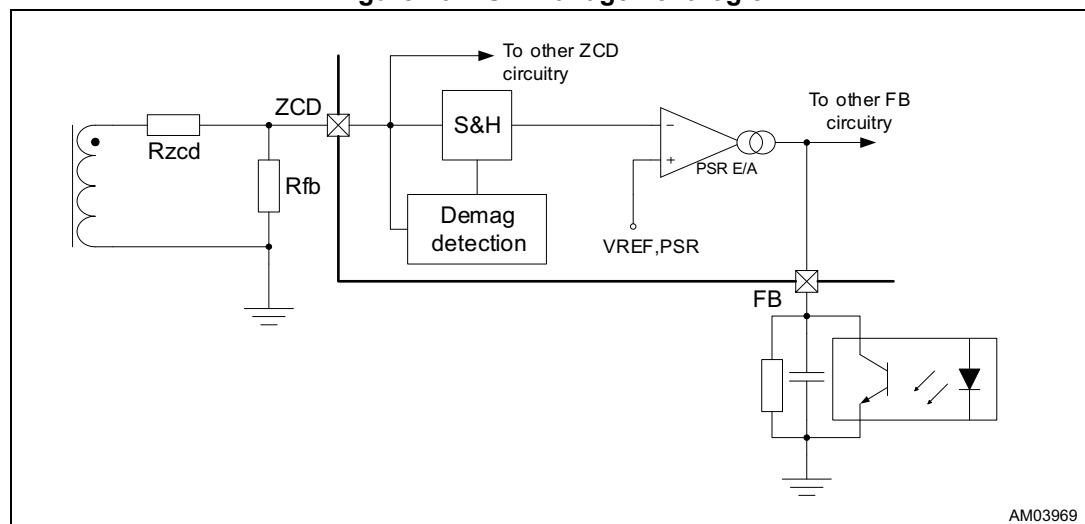 To other ZCD
circuitry
To other FB
circuitry
ZCD
S&H
−
Rzcd
+
PSR E/A
Rfb
Demag
detection
VREF,PSR
FB
AM03969